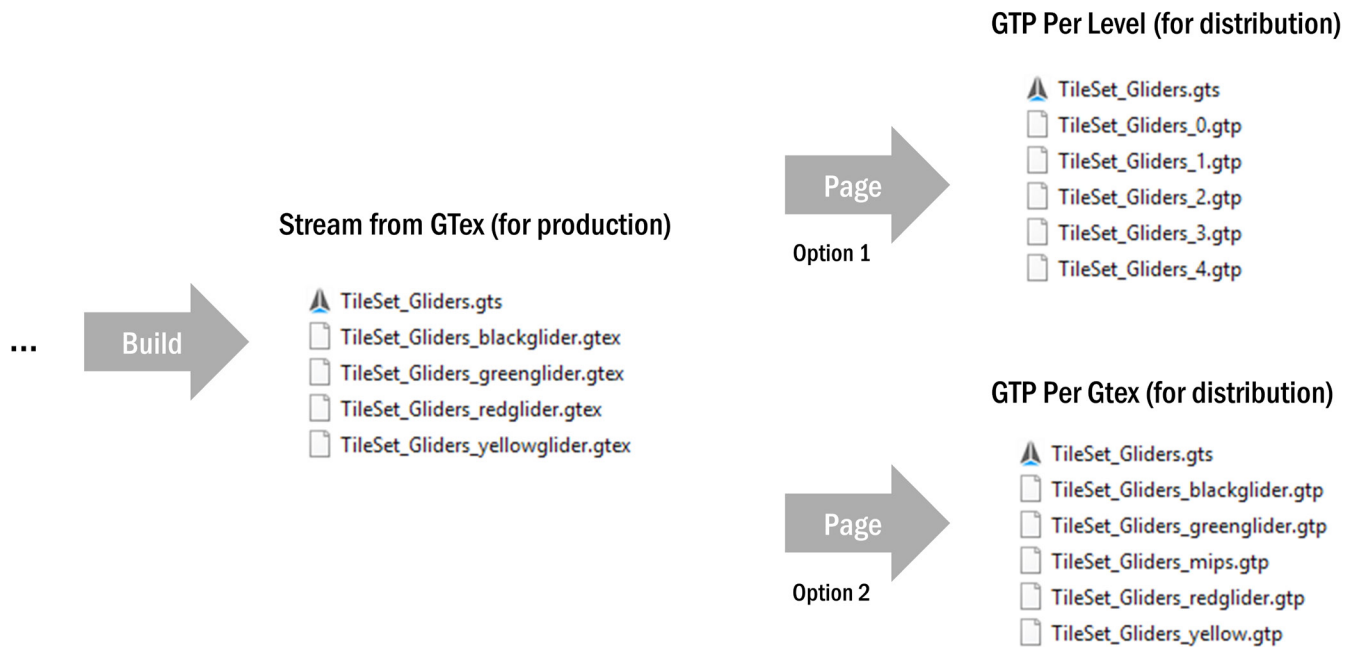 ...
Build
Stream from GTex (for production)
TileSet_Gliders.gts
TileSet_Gliders_blackglider.gtex
TileSet_Gliders_greenglider.gtex
TileSet_Gliders_redglider.gtex
TileSet_Gliders_yellowglider.gtex
Page
Option 1
GTP Per Level (for distribution)
TileSet_Gliders.gts
TileSet_Gliders_0.gtp
TileSet_Gliders_1.gtp
TileSet_Gliders_2.gtp
TileSet_Gliders_3.gtp
TileSet_Gliders_4.gtp
Page
Option 2
GTP Per Gtex (for distribution)
TileSet_Gliders.gts
TileSet_Gliders_blackglider.gtp
TileSet_Gliders_greenglider.gtp
TileSet_Gliders_mips.gtp
TileSet_Gliders_redglider.gtp
TileSet_Gliders_yellow.gtp